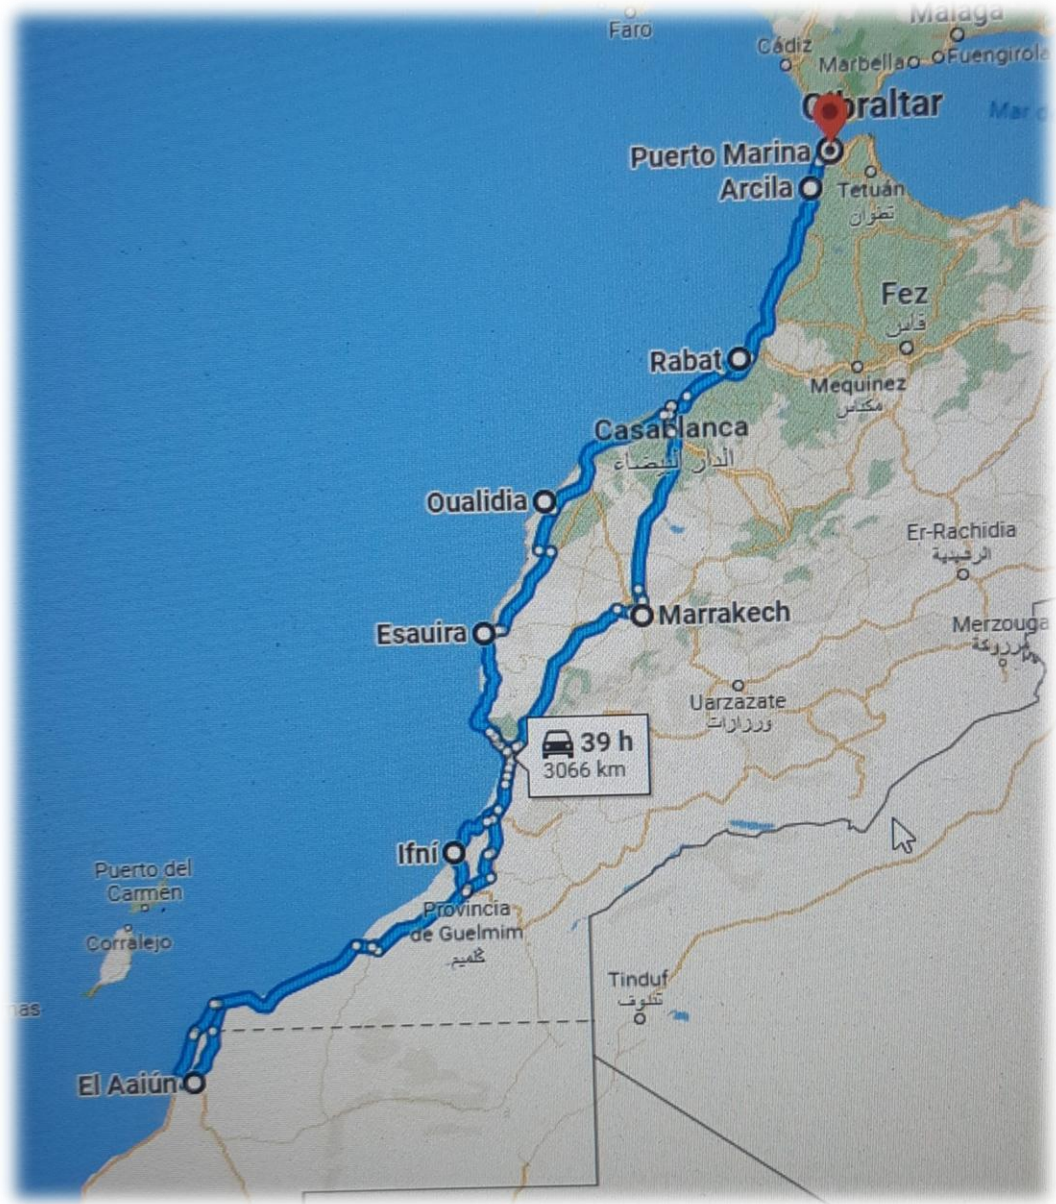 Málaga
Faro
Cádiz
Marbella
Fuengirola
Gibraltar
Mar d
Puerto Marina
Arcila
Tetuán
تطوان
Fez
فاس
Rabat
Mequinez
مكناس
Casablanca
الدار البيضاء
Oualidia
Er-Rachidia
الرشيدية
Marrakech
Esauira
Merzouga
مرزوكة
Uarzazate
ورزازات
39 h
3066 km
Ifní
Puerto del
Carmen
Provincia
de Guelmim
ݣلميم
Corralejo
Tinduf
تندوف
nas
El Aaiún